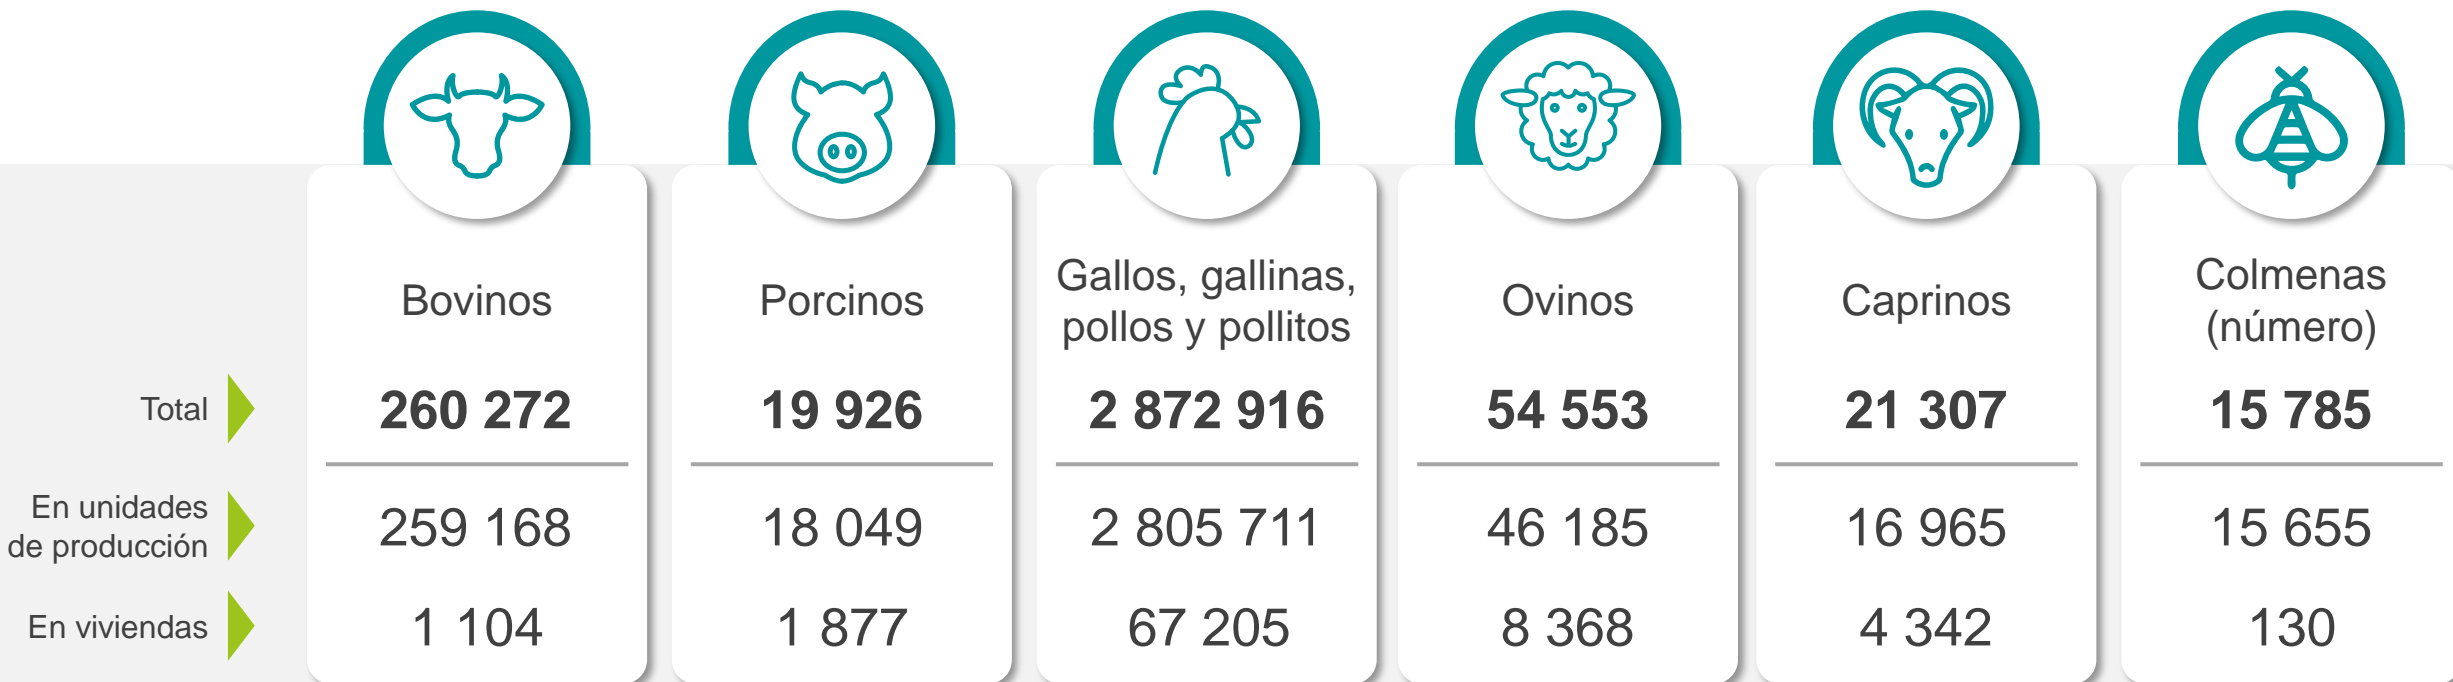 Bovinos
Porcinos
Gallos, gallinas,
pollos y pollitos
Ovinos
Caprinos
Colmenas
(número)
Total
260 272
19 926
2 872 916
54 553
21 307
15 785
En unidades
de producción
259 168
18 049
2 805 711
46 185
16 965
15 655
En viviendas
1 104
1 877
67 205
8 368
4 342
130